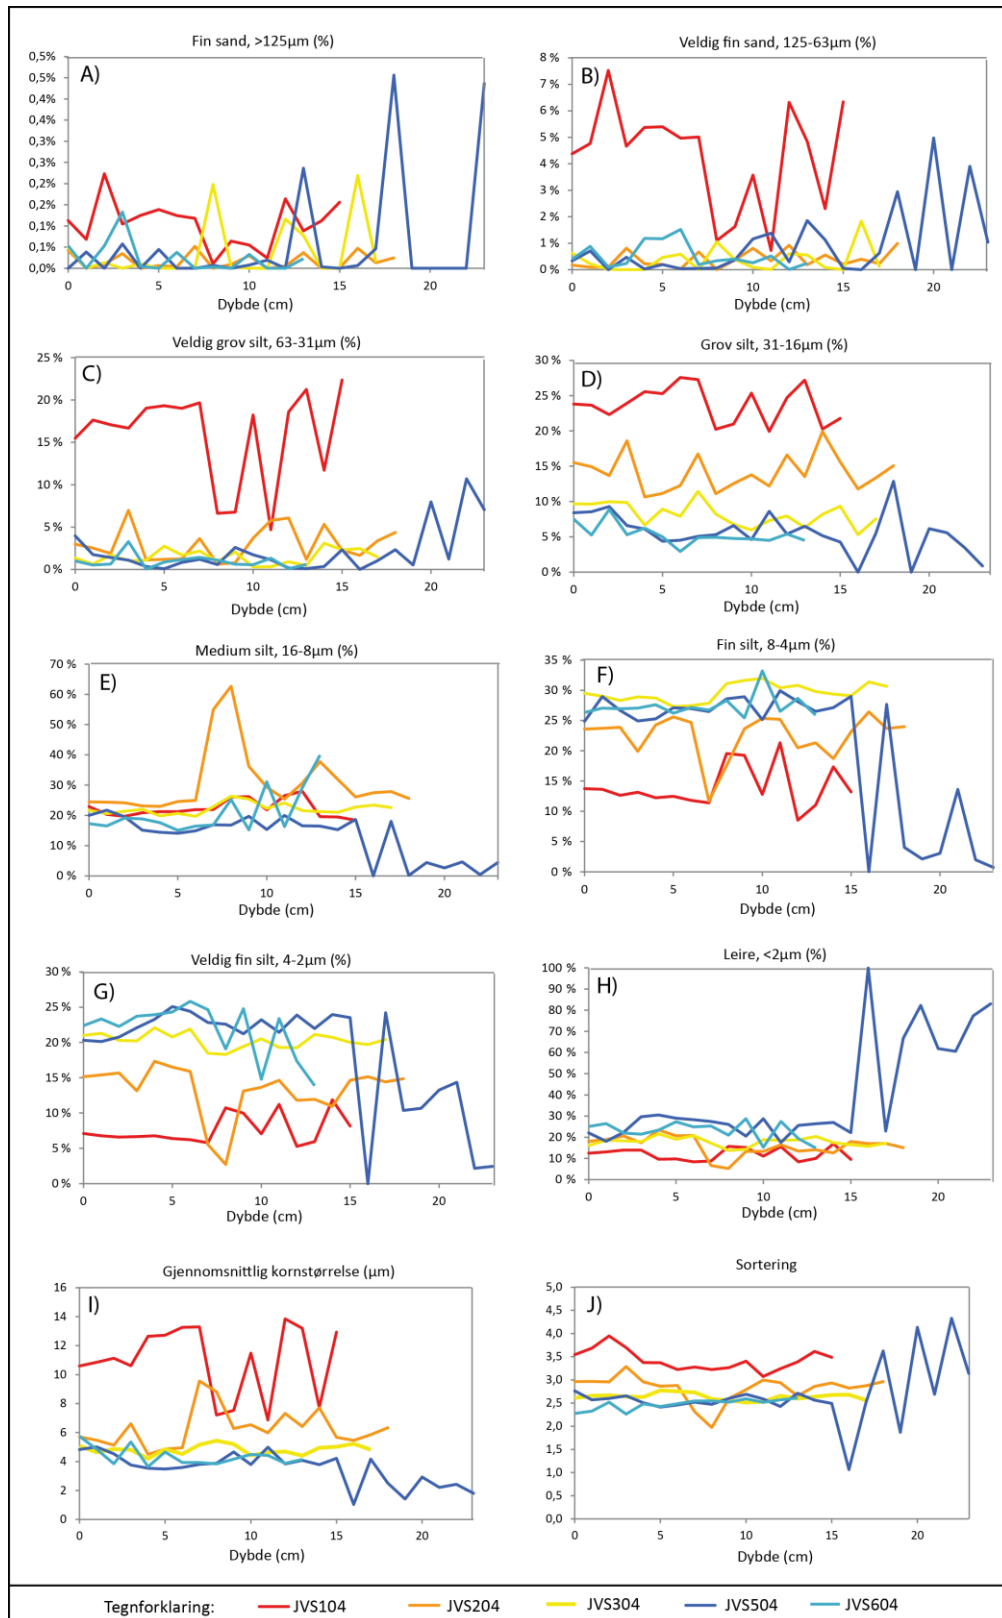 Fin sand, >125µm (%)
A)
0,5%
0,5%
0,4%
0,4%
0,3%
0,3%
0,2%
0,2%
0,1%
0,1%
0,0%
0 5 10 15 20
Dybde (cm)
Veldig fin sand, 125-63µm (%)
B)
8 %
7 %
6 %
5 %
4 %
3 %
2 %
1 %
0 %
0 5 10 15 20
Dybde (cm)
Veldig grov silt, 63-31µm (%)
C)
25 %
20 %
15 %
10 %
5 %
0 %
0 5 10 15 20
Dybde (cm)
Grov silt, 31-16µm (%)
D)
30 %
25 %
20 %
15 %
10 %
5 %
0 %
0 5 10 15 20
Dybde (cm)
Medium silt, 16-8µm (%)
E)
70 %
60 %
50 %
40 %
30 %
20 %
10 %
0 %
0 5 10 15 20
Dybde (cm)
Fin silt, 8-4µm (%)
F)
35 %
30 %
25 %
20 %
15 %
10 %
5 %
0 %
0 5 10 15 20
Dybde (cm)
Veldig fin silt, 4-2µm (%)
G)
30 %
25 %
20 %
15 %
10 %
5 %
0 %
0 5 10 15 20
Dybde (cm)
Leire, <2µm (%)
H)
100 %
90 %
80 %
70 %
60 %
50 %
40 %
30 %
20 %
10 %
0 %
0 5 10 15 20
Dybde (cm)
Gjennomsnittlig kornstørrelse (µm)
I)
16
14
12
10
8
6
4
2
0
0 5 10 15 20
Dybde (cm)
Sortering
J)
5,0
4,5
4,0
3,5
3,0
2,5
2,0
1,5
1,0
0,5
0,0
0 5 10 15 20
Dybde (cm)
Tegnforklaring: JVS104 JVS204 JVS304 JVS504 JVS604